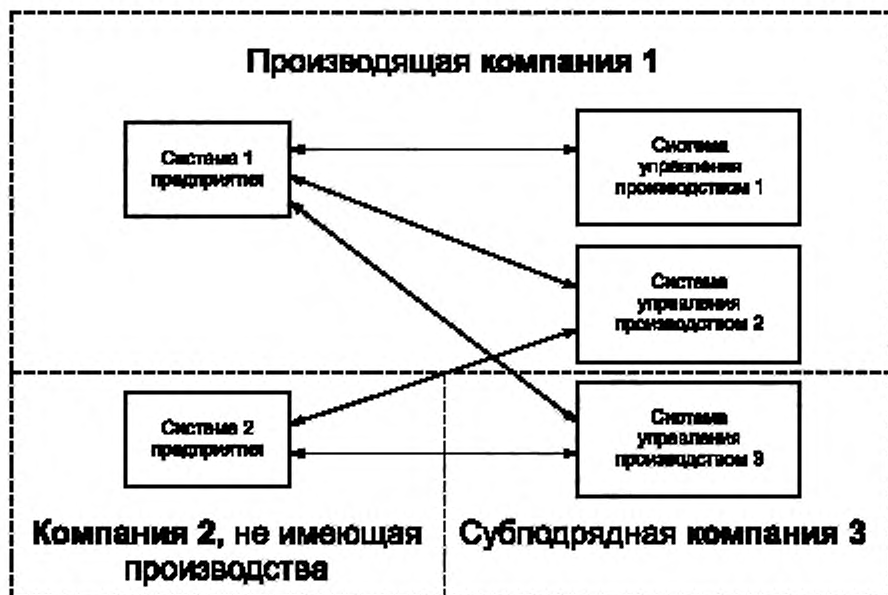 Производящая компания 1
Система 1
предприятия
Система
управления
производством 1
Система
управления
производством 2
Система 2
предприятия
Система
управления
производством 3
Компания 2, не имеющая
производства
Субподрядная компания 3